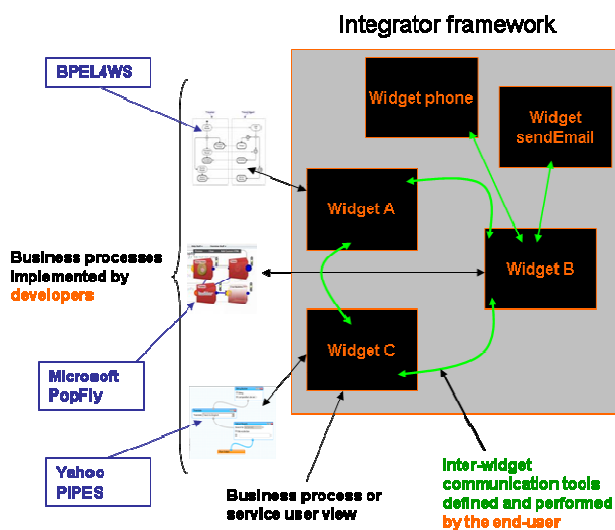 Integrator framework
BPEL4WS
Widget phone
Widget
sendEmail
Widget A
Business processes
implemented by
developers
Widget B
Widget C
Microsoft
PopFly
Yahoo
PIPES
Business process or
service user view
Inter-widget
communication tools
defined and performed
by the end-user